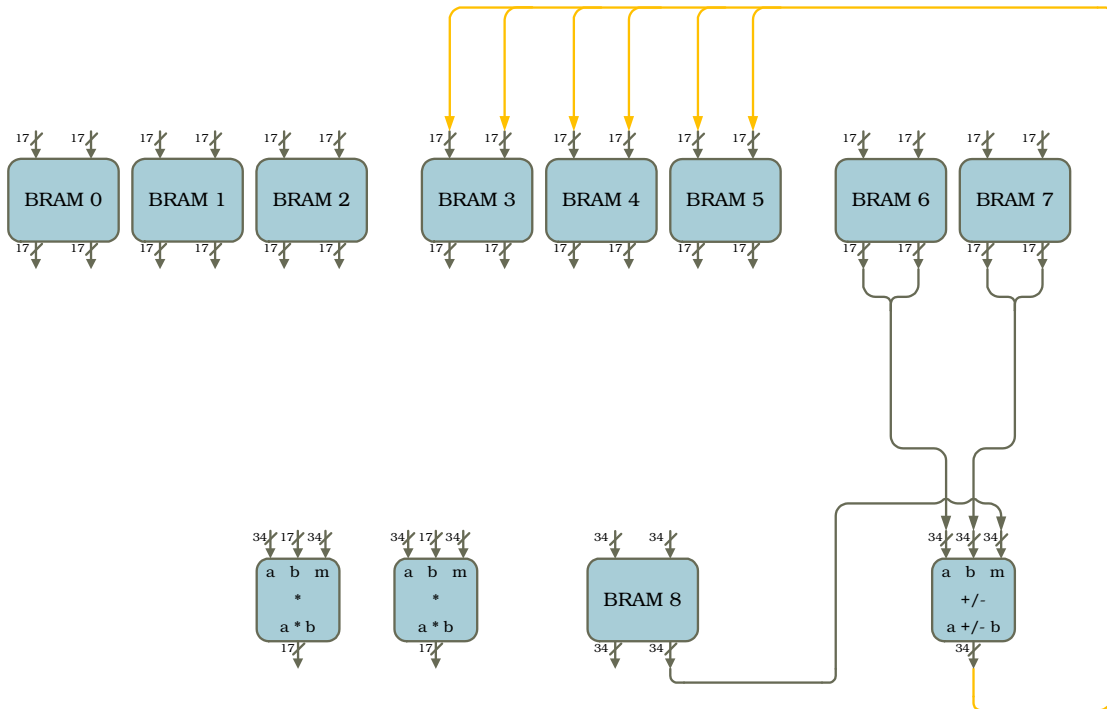 17 17 17 17 17 17 17 17 17 17 17 17 17 17 17 17
BRAM 0 BRAM 1 BRAM 2 BRAM 3 BRAM 4 BRAM 5 BRAM 6 BRAM 7
17 17 17 17 17 17 17 17 17 17 17 17 17 17 17 17
34 17 34 34 17 34 34 34 34 34 34
a b m a b m a b m
* * BRAM 8 +/-
a * b a * b a +/- b
17 17 34 34 34